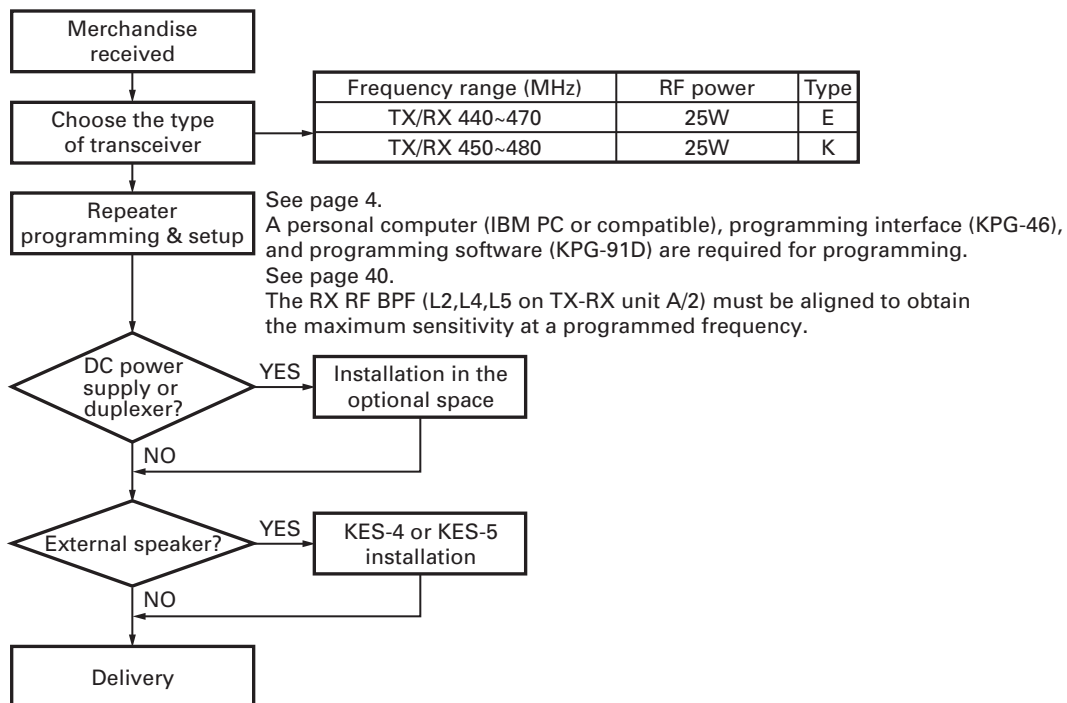 Merchandise
received
Choose the type
of transceiver
Frequency range (MHz) RF power Type
TX/RX 440~470 25W E
TX/RX 450~480 25W K
Repeater
programming & setup
See page 4.
A personal computer (IBM PC or compatible), programming interface (KPG-46),
and programming software (KPG-91D) are required for programming.
See page 40.
The RX RF BPF (L2,L4,L5 on TX-RX unit A/2) must be aligned to obtain
the maximum sensitivity at a programmed frequency.
DC power
supply or
duplexer?
YES
Installation in the
optional space
NO
External speaker?
YES
KES-4 or KES-5
installation
NO
Delivery